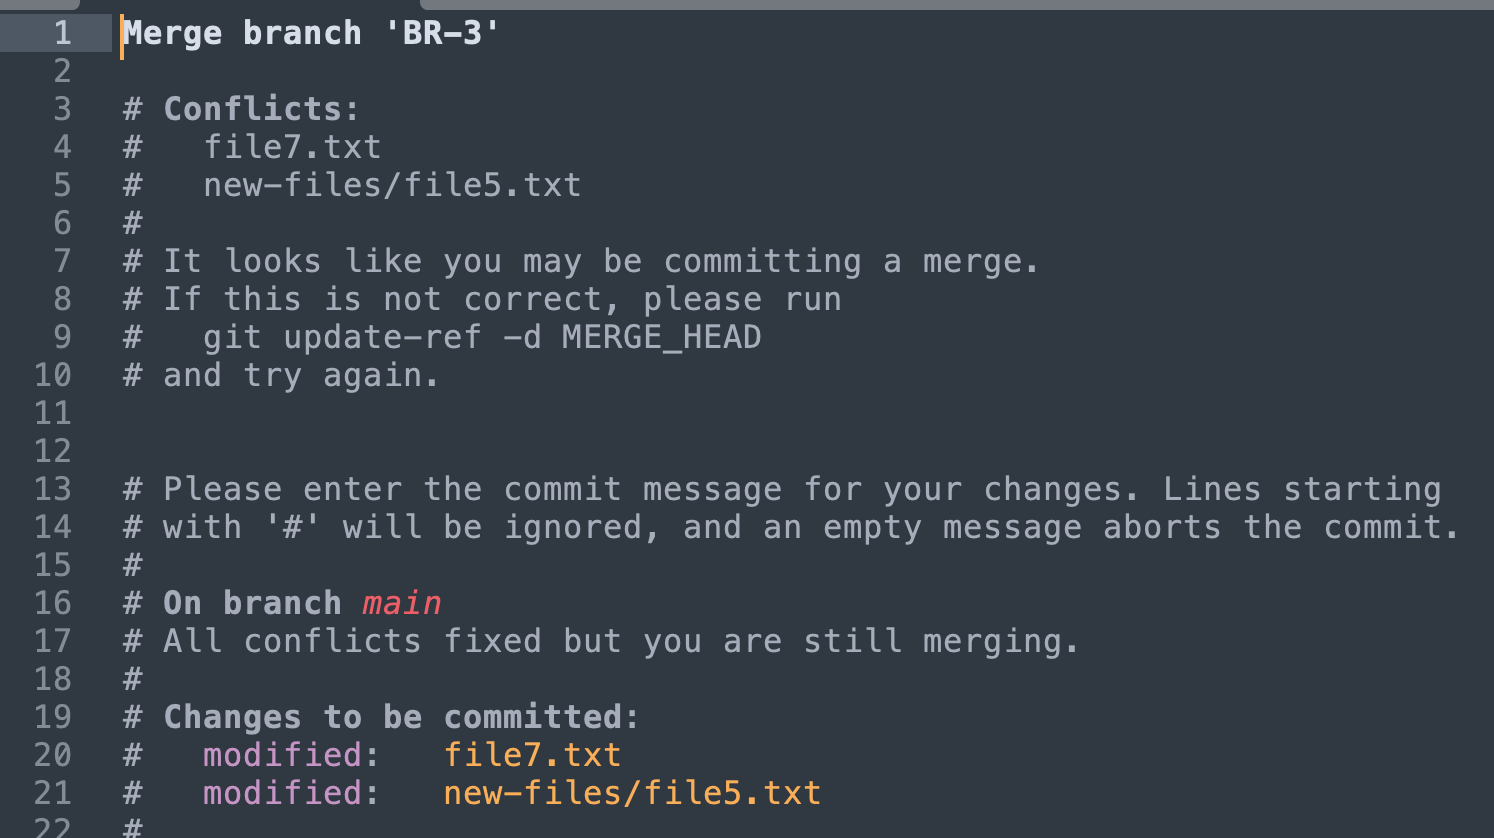 1 Merge branch 'BR-3'
2
3 # Conflicts:
4 #   file7.txt
5 #   new-files/file5.txt
6 #
7 # It looks like you may be committing a merge.
8 # If this is not correct, please run
9 #   git update-ref -d MERGE_HEAD
10 # and try again.
11
12
13 # Please enter the commit message for your changes. Lines starting
14 # with '#' will be ignored, and an empty message aborts the commit.
15 #
16 # On branch main
17 # All conflicts fixed but you are still merging.
18 #
19 # Changes to be committed:
20 #   modified:   file7.txt
21 #   modified:   new-files/file5.txt
22 #